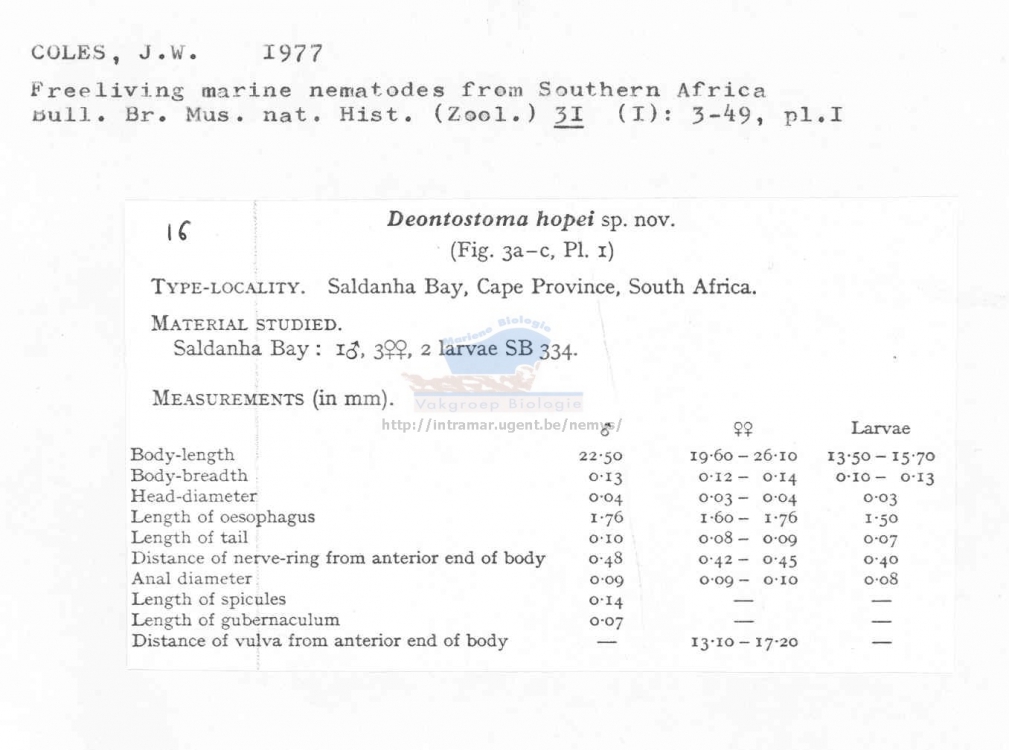 COLES, J.W. I977
Freeliving marine nematodes from Southern Africa
Bull. Br. Mus. nat. Hist. (Zool.) 3I (I): 3-49, pl.I
16
Deontostoma hopei sp. nov.
(Fig. 3a–c, Pl. 1)
TYPE-LOCALITY. Saldanha Bay, Cape Province, South Africa.
MATERIAL STUDIED.
Mariene Biologie
Saldanha Bay : 1♂, 3♀♀, 2 larvae SB 334.
MEASUREMENTS (in mm).
Vakgroep Biologie
http://intramar.ugent.be/nemys/
♂ ♀♀ Larvae
Body-length 22·50 19·60 – 26·10 13·50 – 15·70
Body-breadth 0·13 0·12 – 0·14 0·10 – 0·13
Head-diameter 0·04 0·03 – 0·04 0·03
Length of oesophagus 1·76 1·60 – 1·76 1·50
Length of tail 0·10 0·08 – 0·09 0·07
Distance of nerve-ring from anterior end of body 0·48 0·42 – 0·45 0·40
Anal diameter 0·09 0·09 – 0·10 0·08
Length of spicules 0·14 — —
Length of gubernaculum 0·07 — —
Distance of vulva from anterior end of body — 13·10 – 17·20 —